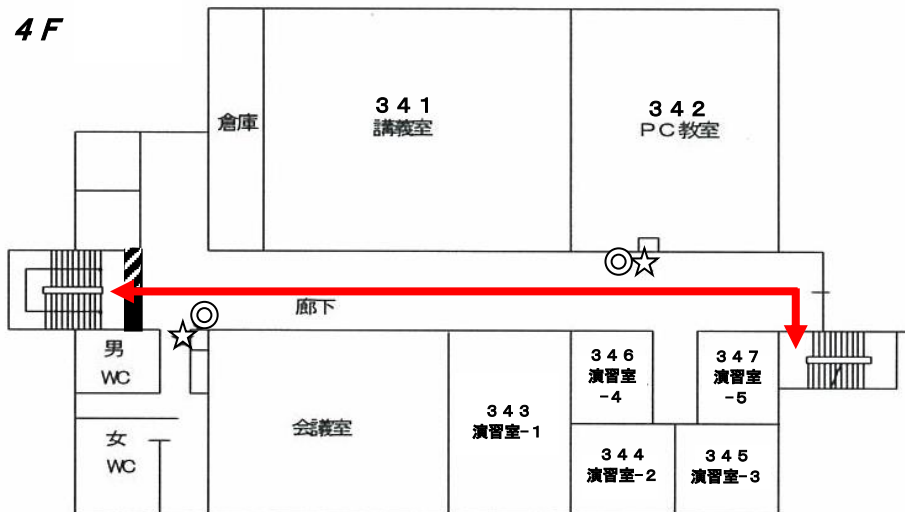 4F
倉庫
３４１
講義室
３４２
ＰＣ教室
廊下
男
WC
女
WC
会議室
３４３
演習室-１
３４６
演習室
-４
３４７
演習室
-５
３４４
演習室-２
３４５
演習室-３